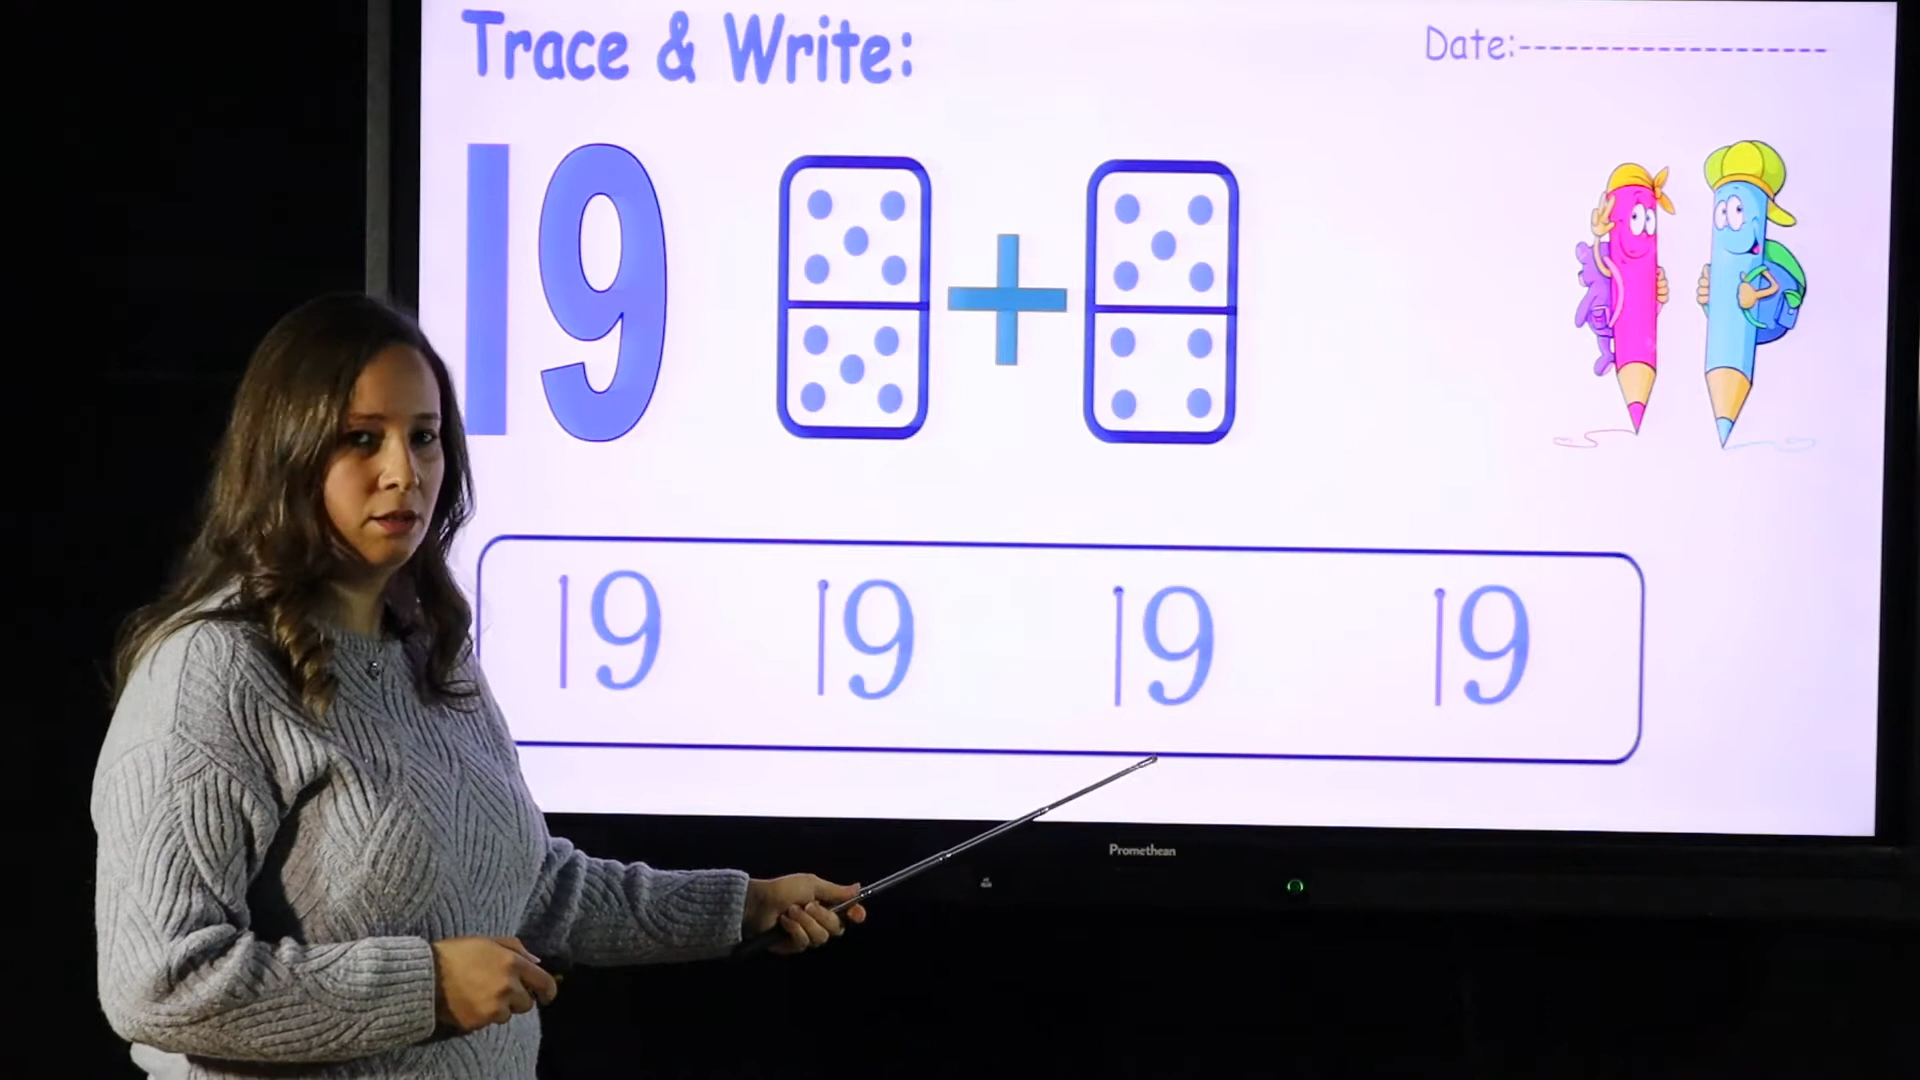 Trace & Write:
Date:--------------------
19
19 19 19 19
Promethean